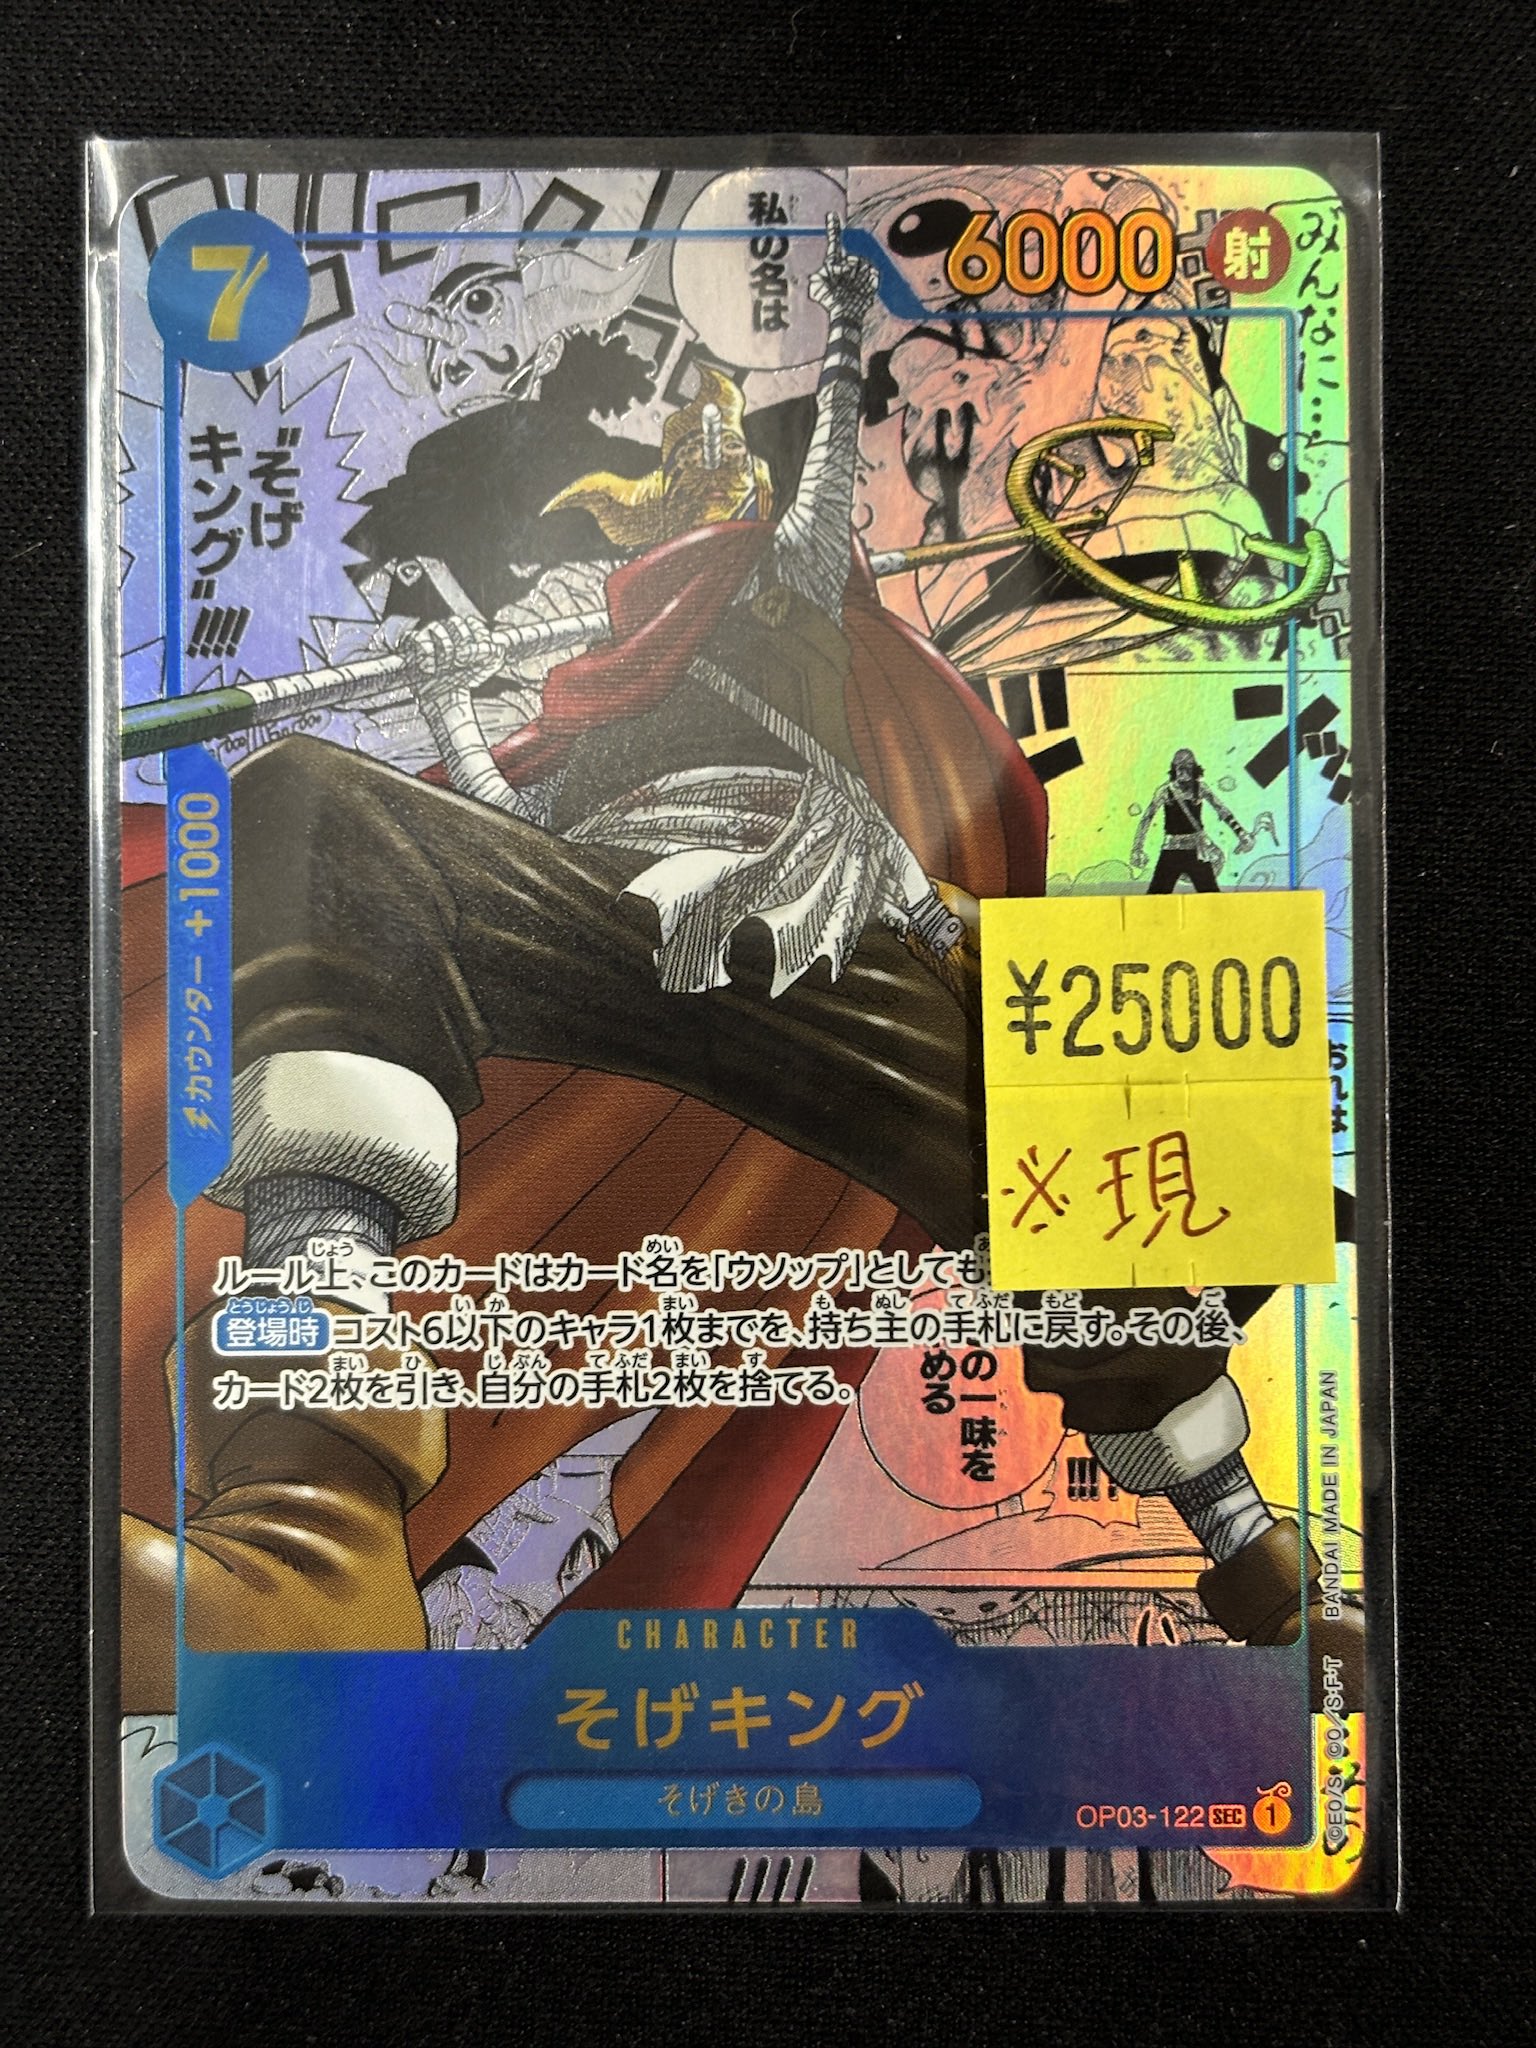 7
6000
射
私の名は
みんなに…
"そげ
キング"!!!!
カウンター +1000
¥25000
※現
おれは
ルール上、このカードはカード名を「ウソップ」としても
登場時 コスト6以下のキャラ1枚までを、持ち主の手札に戻す。その後、
カード2枚を引き、自分の手札2枚を捨てる。
の一味を
める
!!!!
CHARACTER
そげキング
そげきの島
OP03-122 SEC 1
BANDAI MADE IN JAPAN
©EO/S. ©O/S・F・T